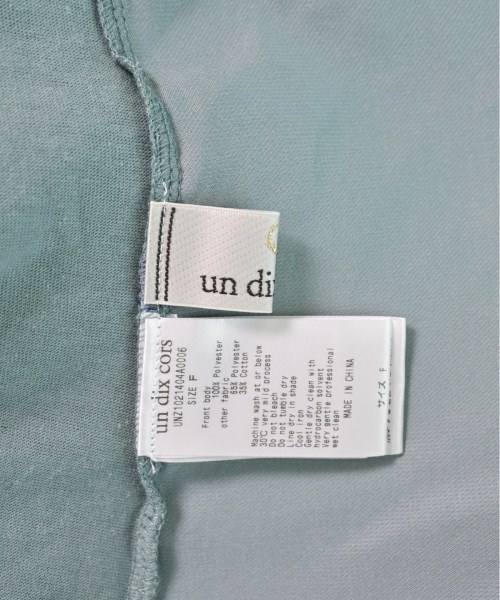 un di
un dix cors
UNZ1021404A0006
SIZE F
Front body
100% Polyester
other fabric
65% Polyester
35% Cotton
Machine wash at or below
30℃ very mild process
Do not bleach
Do not tumble dry
Line dry in shade
Cool iron
Gentle dry clean with
hydrocarbon solvent
Very gentle professional
wet clean
MADE IN CHINA
サイズ F